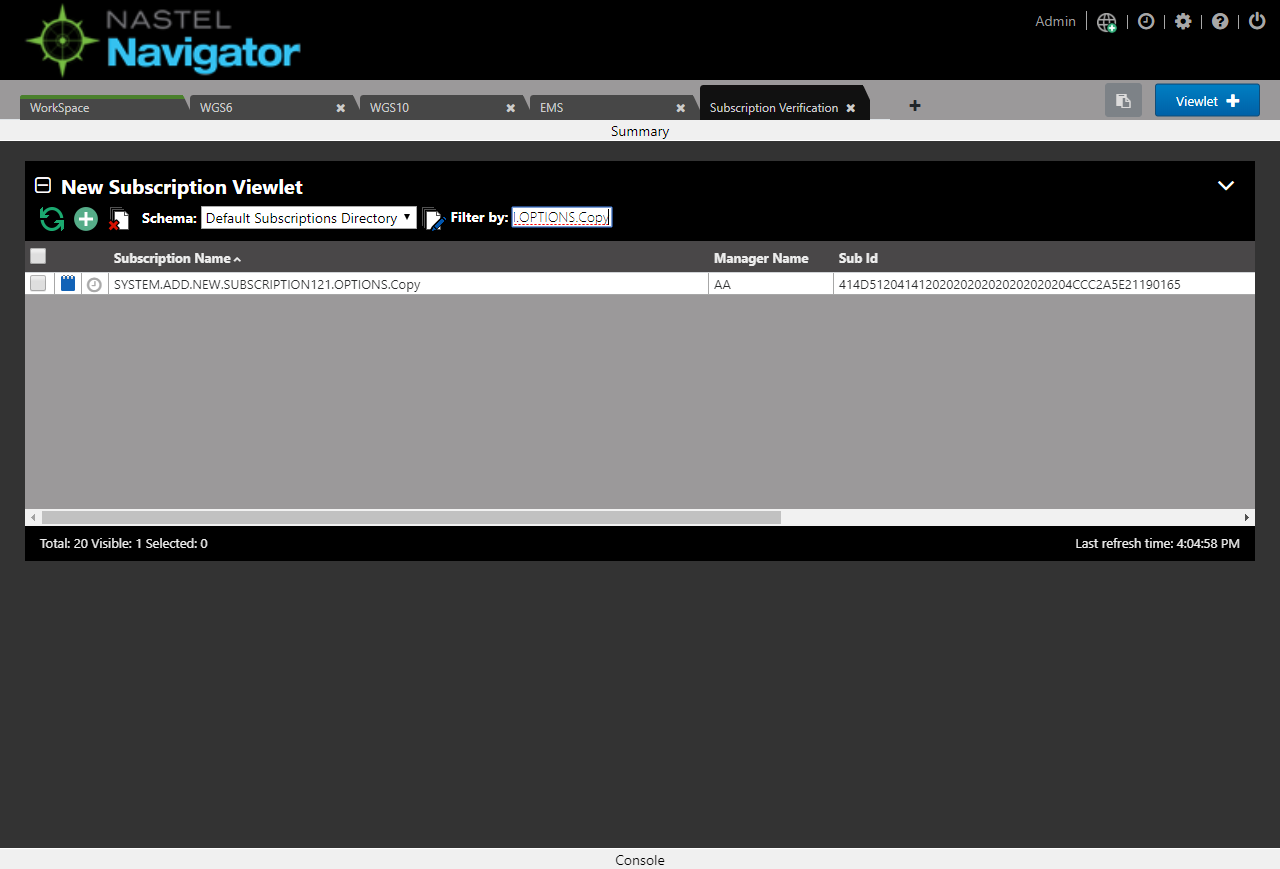 NASTEL
Navigator
Admin
WorkSpace
WGS6
WGS10
EMS
Subscription Verification
Viewlet
Summary
New Subscription Viewlet
Schema: Default Subscriptions Directory Filter by: I.OPTIONS.Copy
Subscription Name Manager Name Sub Id
SYSTEM.ADD.NEW.SUBSCRIPTION121.OPTIONS.Copy AA 414D5120414120202020202020202020204CCC2A5E21190165
Total: 20 Visible: 1 Selected: 0
Last refresh time: 4:04:58 PM
Console